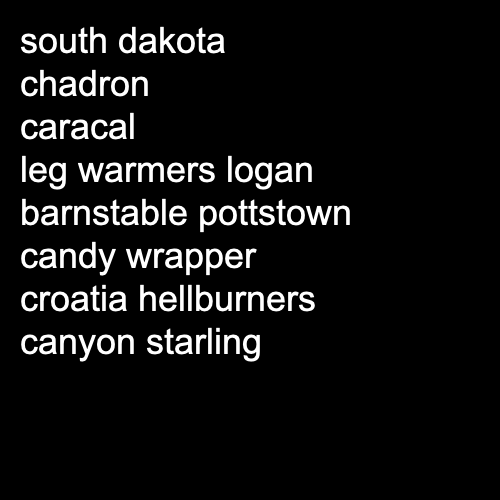 south dakota
chadron
caracal
leg warmers logan
barnstable pottstown
candy wrapper
croatia hellburners
canyon starling